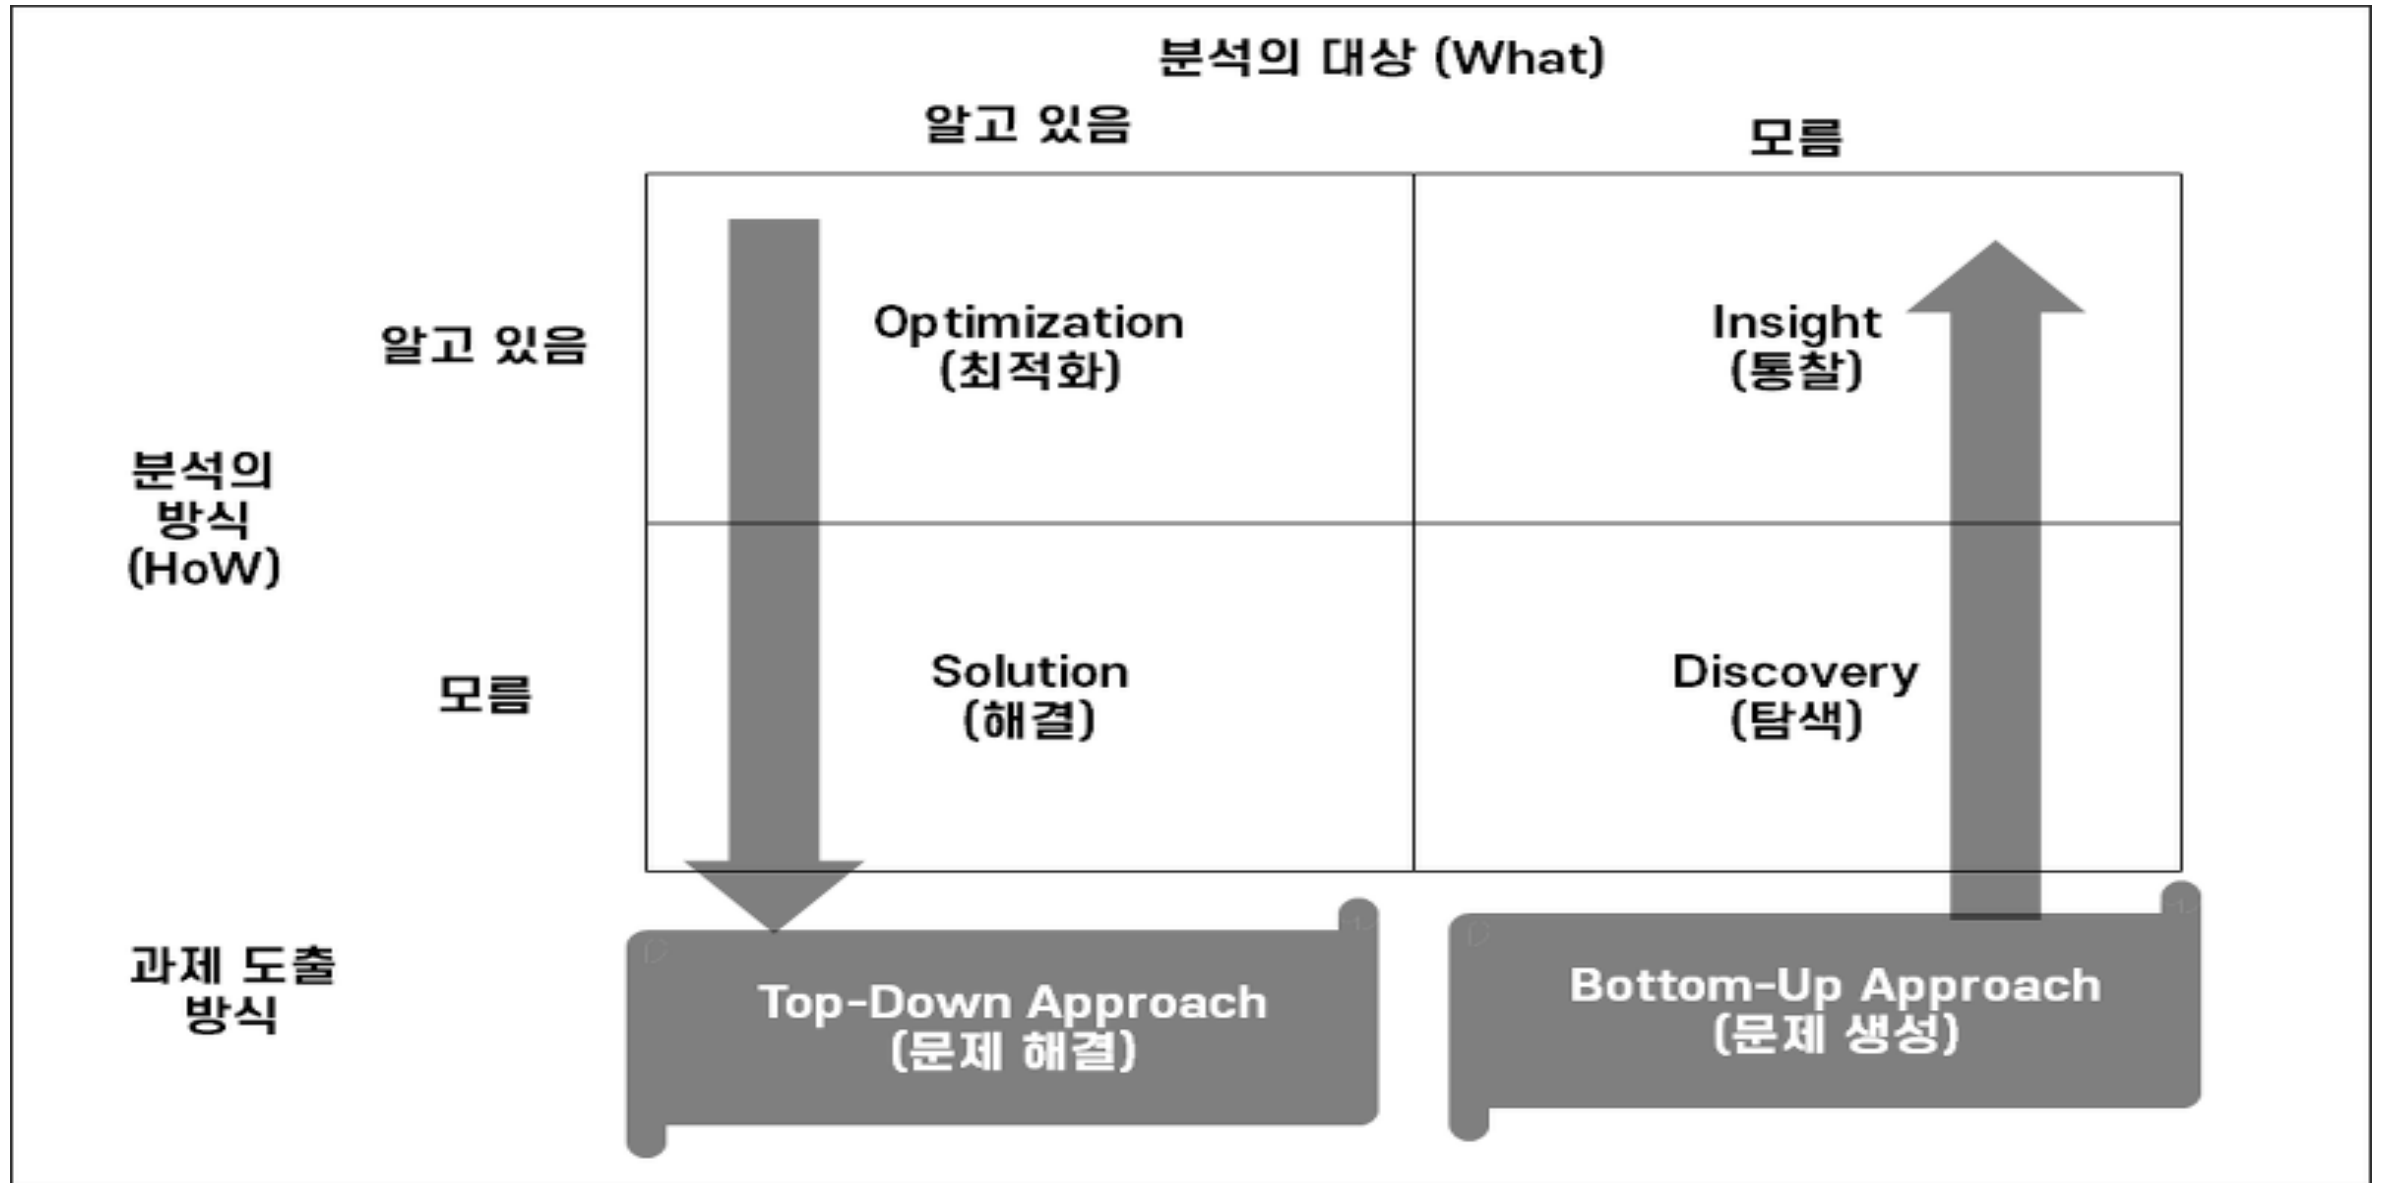 분석의 대상 (What)
알고 있음
모름
알고 있음
Optimization
(최적화)
Insight
(통찰)
분석의
방식
(HoW)
모름
Solution
(해결)
Discovery
(탐색)
과제 도출
방식
Top-Down Approach
(문제 해결)
Bottom-Up Approach
(문제 생성)